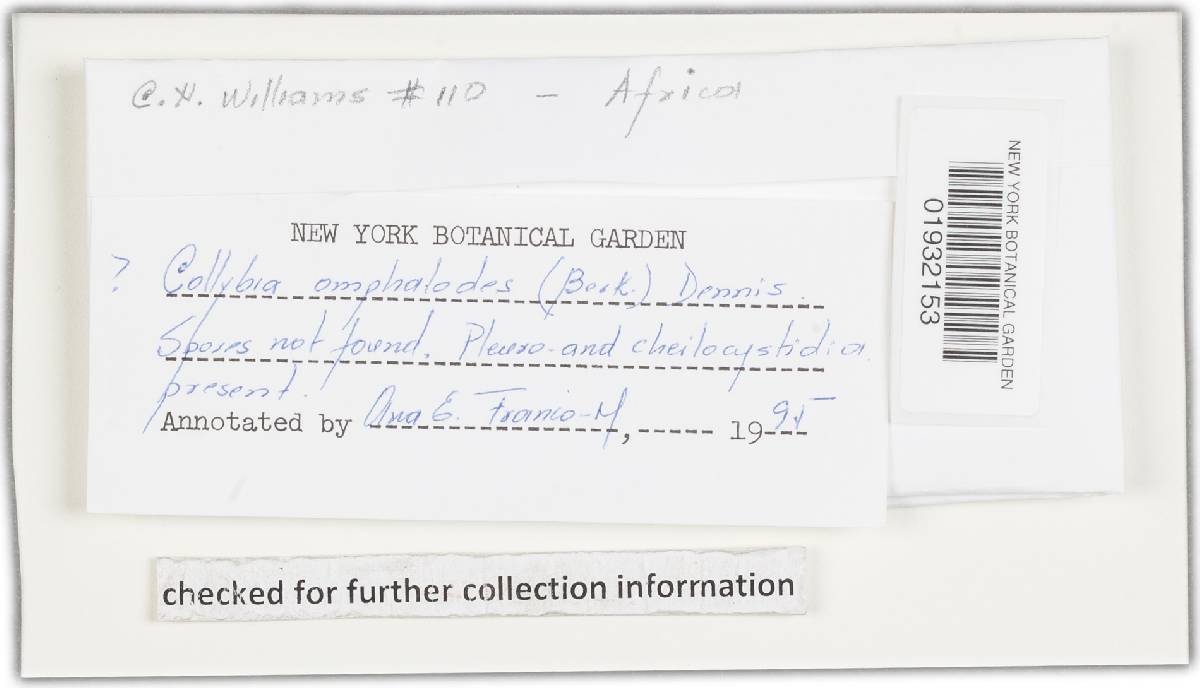 C. H. Williams #110 – Africa
NEW YORK BOTANICAL GARDEN
? Collybia omphalodes (Berk.) Dennis.
Spores not found. Pleuro- and cheilocystidia
present.
Annotated by Ana E. Franco-M, ----- 1995
NEW YORK BOTANICAL GARDEN
01932153
checked for further collection information